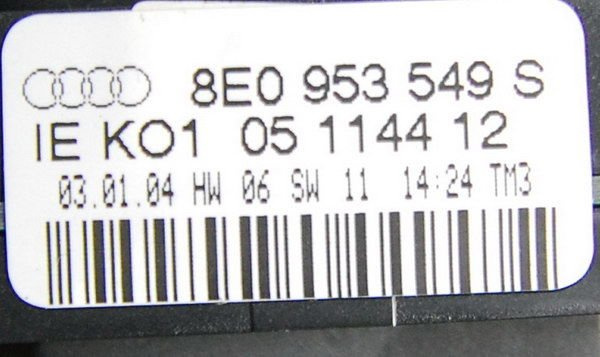 8E0 953 549 S
IE KO1 05 1144 12
03.01.04 HW 06 SW 11 14:24 TM3